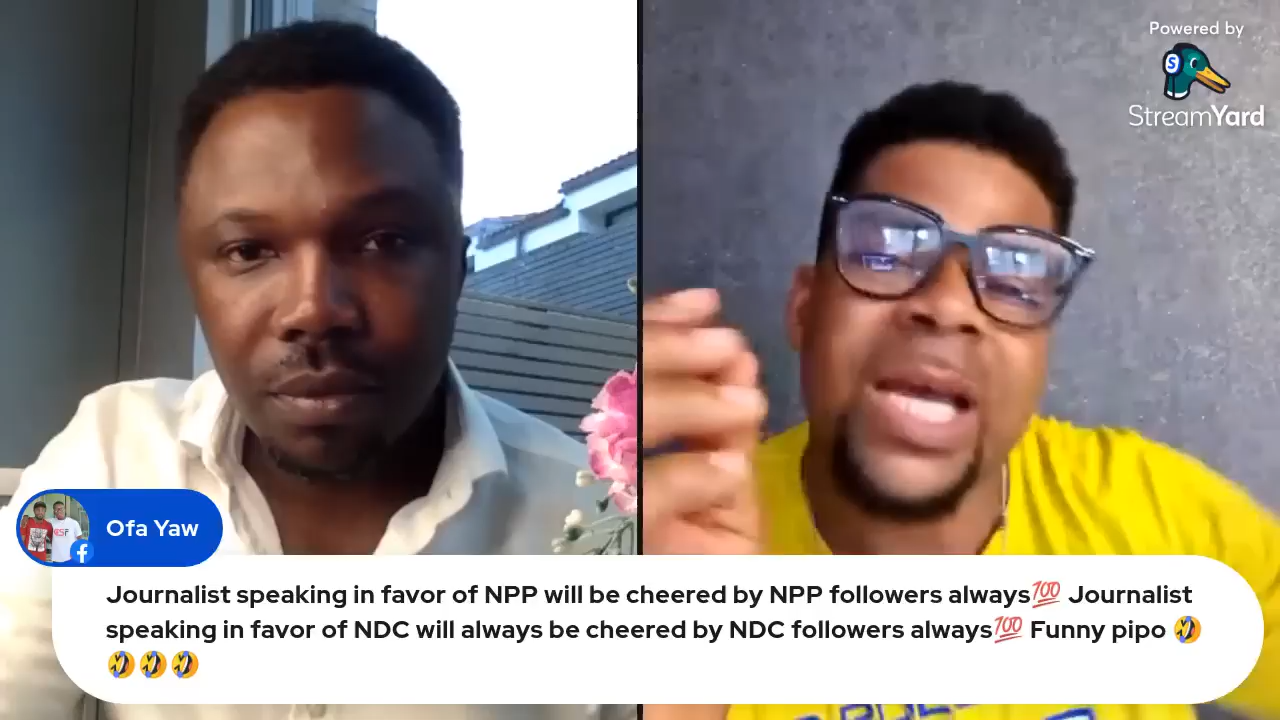 Powered by
StreamYard
Ofa Yaw
Journalist speaking in favor of NPP will be cheered by NPP followers always💯 Journalist
speaking in favor of NDC will always be cheered by NDC followers always💯 Funny pipo 🤣
🤣🤣🤣